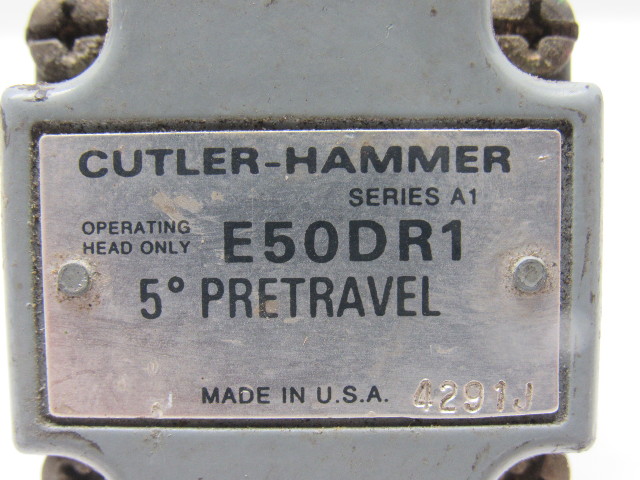 CUTLER-HAMMER
SERIES A1
OPERATING
HEAD ONLY E50DR1
5° PRETRAVEL
MADE IN U.S.A. 4291J